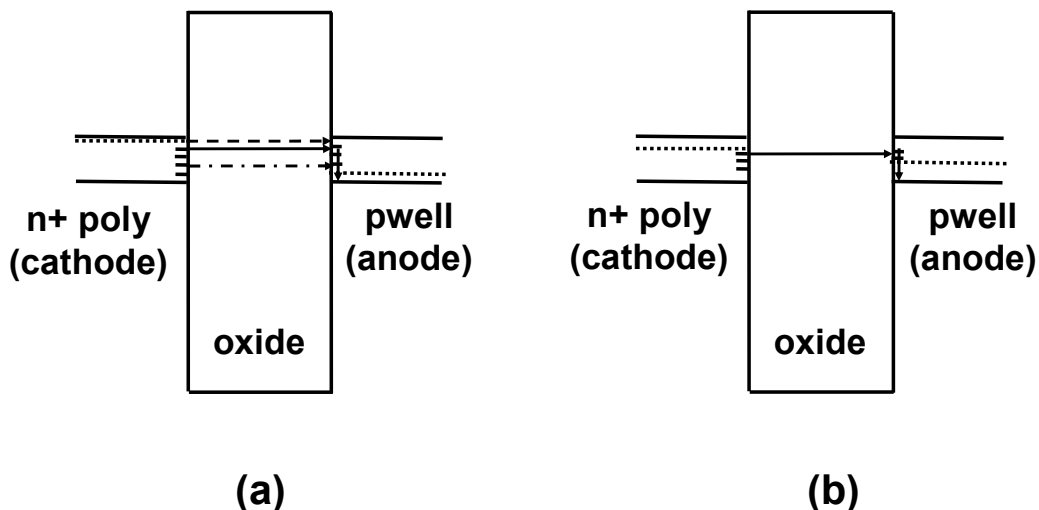 n+ poly
(cathode)
oxide
pwell
(anode)
(a)
n+ poly
(cathode)
oxide
pwell
(anode)
(b)